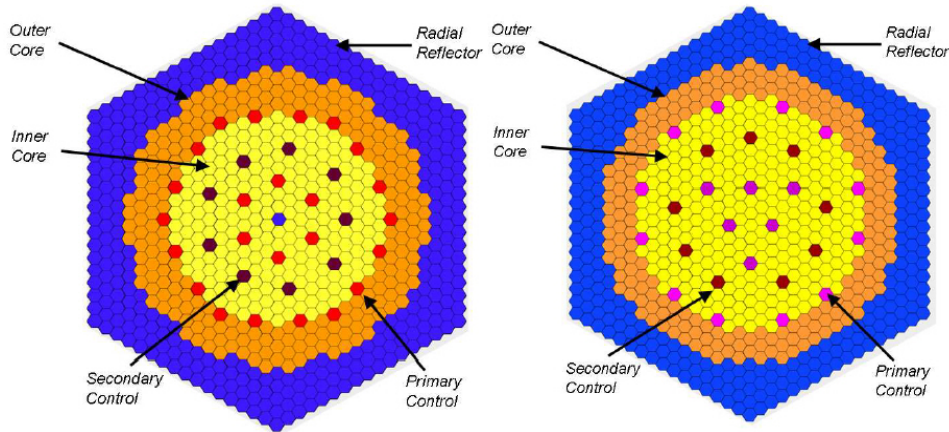 Outer
Core
Radial
Reflector
Inner
Core
Secondary
Control
Primary
Control
Outer
Core
Radial
Reflector
Inner
Core
Secondary
Control
Primary
Control